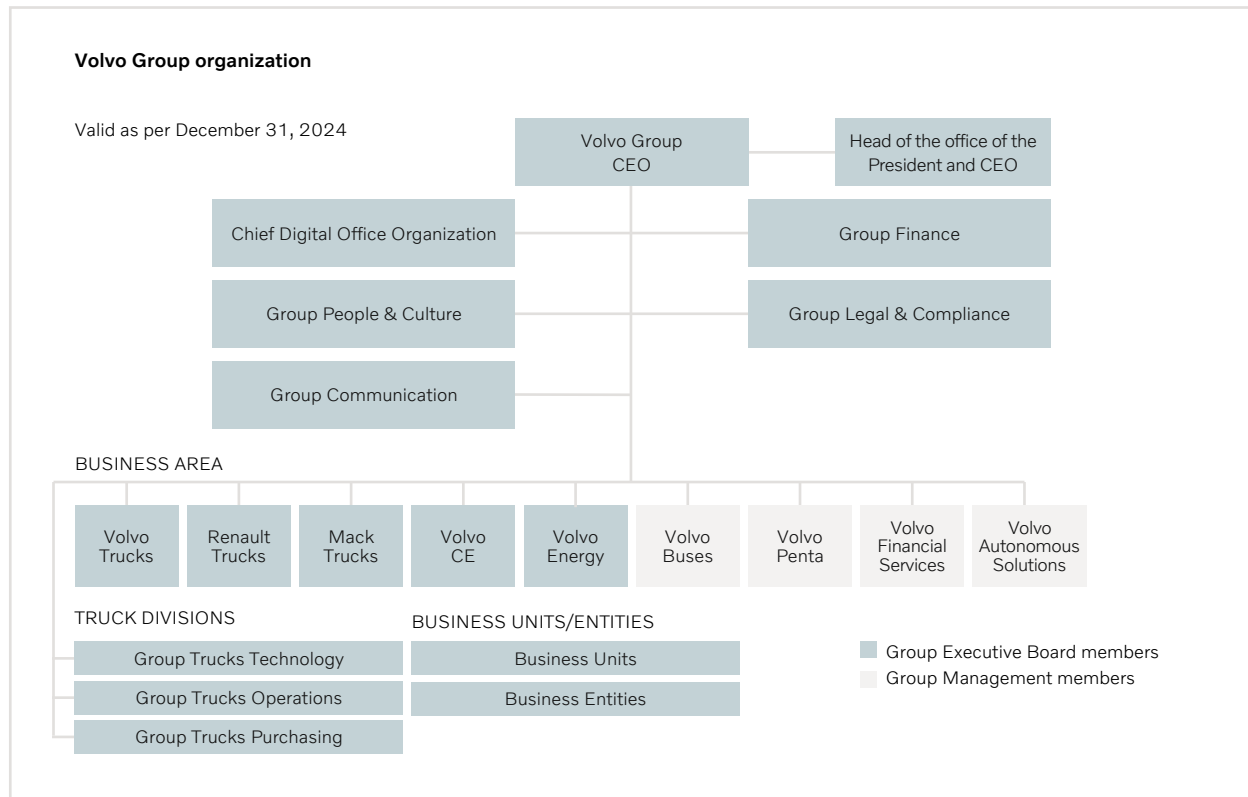 Volvo Group organization
Valid as per December 31, 2024
Volvo Group
CEO
Head of the office of the
President and CEO
Chief Digital Office Organization
Group Finance
Group People & Culture
Group Legal & Compliance
Group Communication
BUSINESS AREA
Volvo
Trucks
Renault
Trucks
Mack
Trucks
Volvo
CE
Volvo
Energy
Volvo
Buses
Volvo
Penta
Volvo
Financial
Services
Volvo
Autonomous
Solutions
TRUCK DIVISIONS
Group Trucks Technology
Group Trucks Operations
Group Trucks Purchasing
BUSINESS UNITS/ENTITIES
Business Units
Business Entities
Group Executive Board members
Group Management members